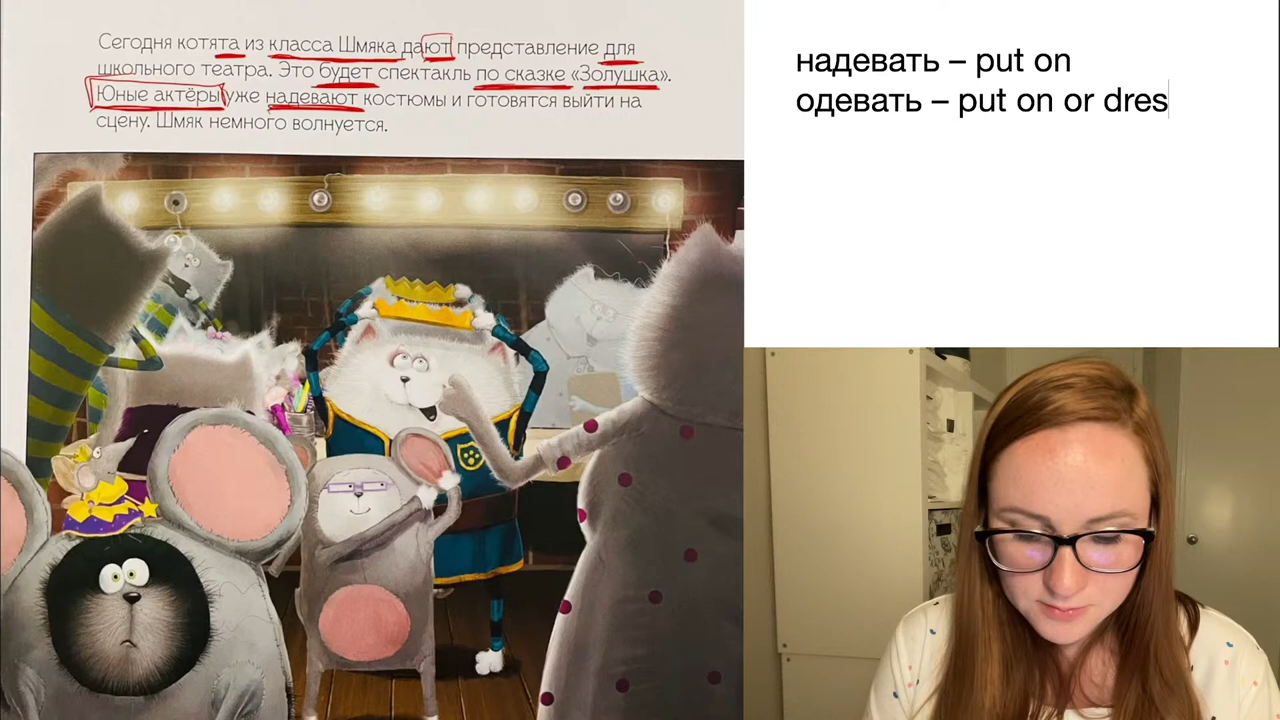 Сегодня котята из класса Шмяка дают представление для
школьного театра. Это будет спектакль по сказке «Золушка».
Юные актёры уже надевают костюмы и готовятся выйти на
сцену. Шмяк немного волнуется.
надевать – put on
одевать – put on or dres